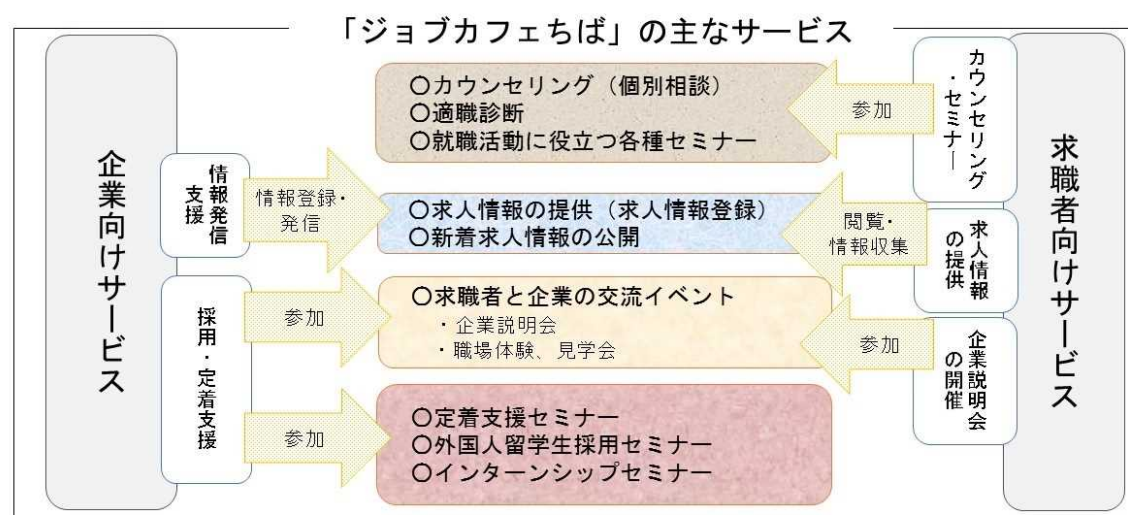 「ジョブカフェちば」の主なサービス
企業向けサービス
情報発信
支援
採用・定着支援
情報登録・
発信
参加
参加
〇カウンセリング（個別相談）
〇適職診断
〇就職活動に役立つ各種セミナー
〇求人情報の提供（求人情報登録）
〇新着求人情報の公開
〇求職者と企業の交流イベント
・企業説明会
・職場体験、見学会
〇定着支援セミナー
〇外国人留学生採用セミナー
〇インターンシップセミナー
参加
閲覧・
情報収集
参加
カウンセリング
・セミナー
求人情報
の提供
企業説明会
の開催
求職者向けサービス